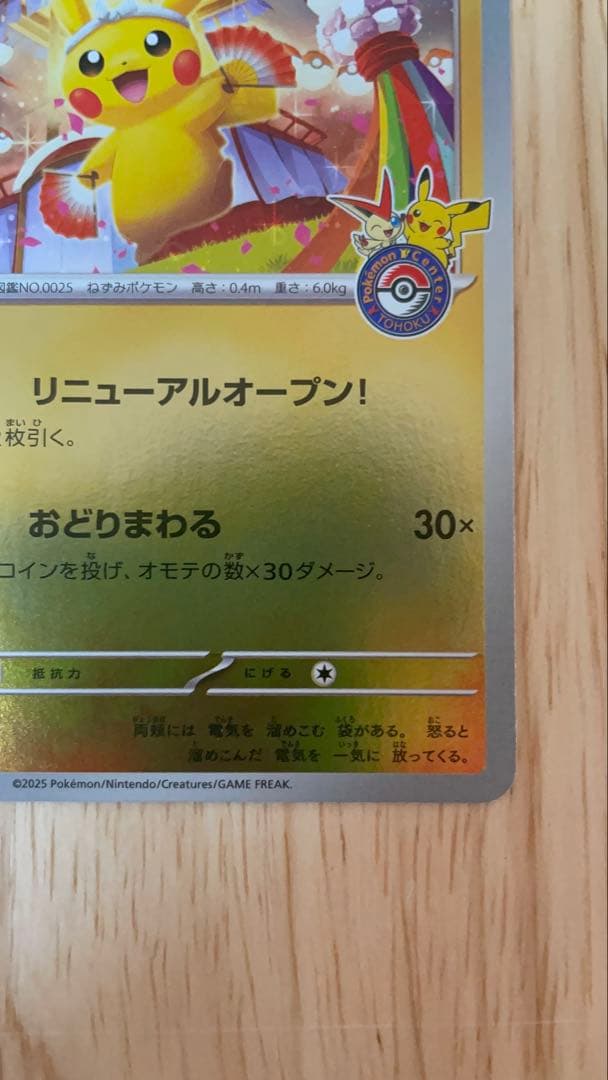 Pokémon Center
TOHOKU
図鑑NO.0025 ねずみポケモン 高さ:0.4m 重さ:6.0kg
リニューアルオープン!
枚引く。
おどりまわる 30×
コインを投げ、オモテの数×30ダメージ。
抵抗力 にげる
両頬には 電気を 溜めこむ 袋がある。 怒ると
溜めこんだ 電気を 一気に 放ってくる。
©2025 Pokémon/Nintendo/Creatures/GAME FREAK.